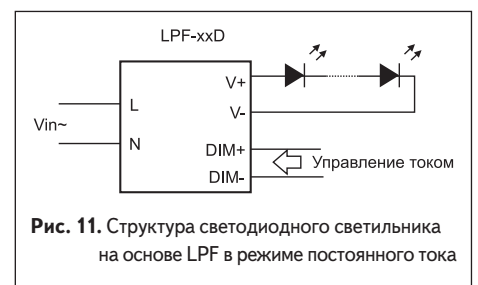 LPF-xxD
V+
V-
L
Vin~
N
DIM+
Управление током
DIM-
Рис. 11. Структура светодиодного светильника
на основе LPF в режиме постоянного тока